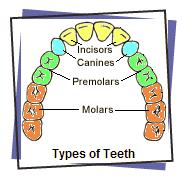 Incisors
Canines
Premolars
Molars
Types of Teeth